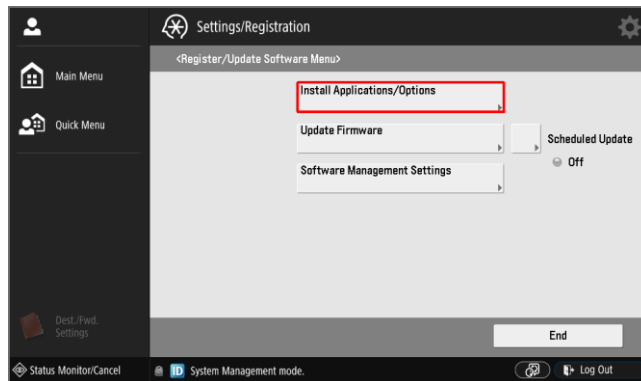 Settings/Registration
<Register/Update Software Menu>
Main Menu
Quick Menu
Install Applications/Options
Update Firmware
Scheduled Update
Off
Software Management Settings
Dest./Fwd.
Settings
End
Status Monitor/Cancel
ID System Management mode.
Log Out